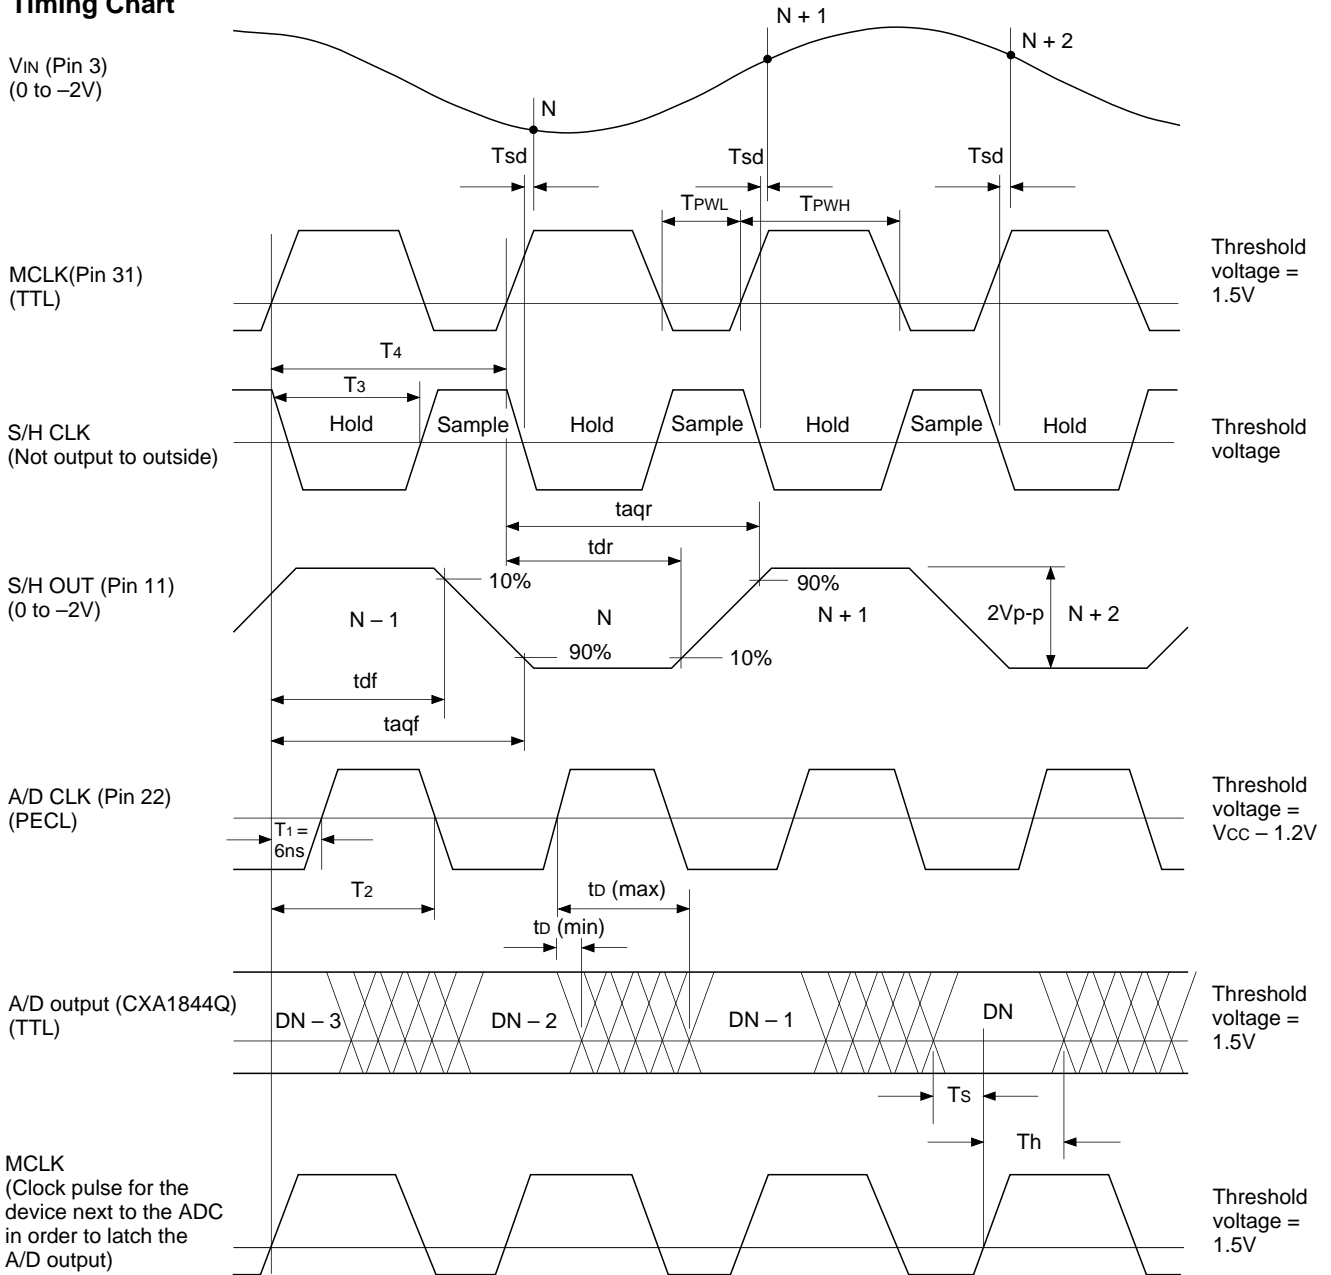 Timing Chart
N + 1
N + 2
VIN (Pin 3)
(0 to –2V)
N
Tsd
Tsd
Tsd
TPWL
TPWH
MCLK(Pin 31)
(TTL)
Threshold
voltage =
1.5V
T4
T3
S/H CLK
(Not output to outside)
Hold
Sample
Hold
Sample
Hold
Sample
Hold
Threshold
voltage
taqr
tdr
S/H OUT (Pin 11)
(0 to –2V)
10%
90%
N – 1
N
N + 1
2Vp-p
N + 2
90%
10%
tdf
taqf
A/D CLK (Pin 22)
(PECL)
T1 =
6ns
Threshold
voltage =
VCC – 1.2V
T2
tD (max)
tD (min)
A/D output (CXA1844Q)
(TTL)
DN – 3
DN – 2
DN – 1
DN
Threshold
voltage =
1.5V
TS
Th
MCLK
(Clock pulse for the
device next to the ADC
in order to latch the
A/D output)
Threshold
voltage =
1.5V